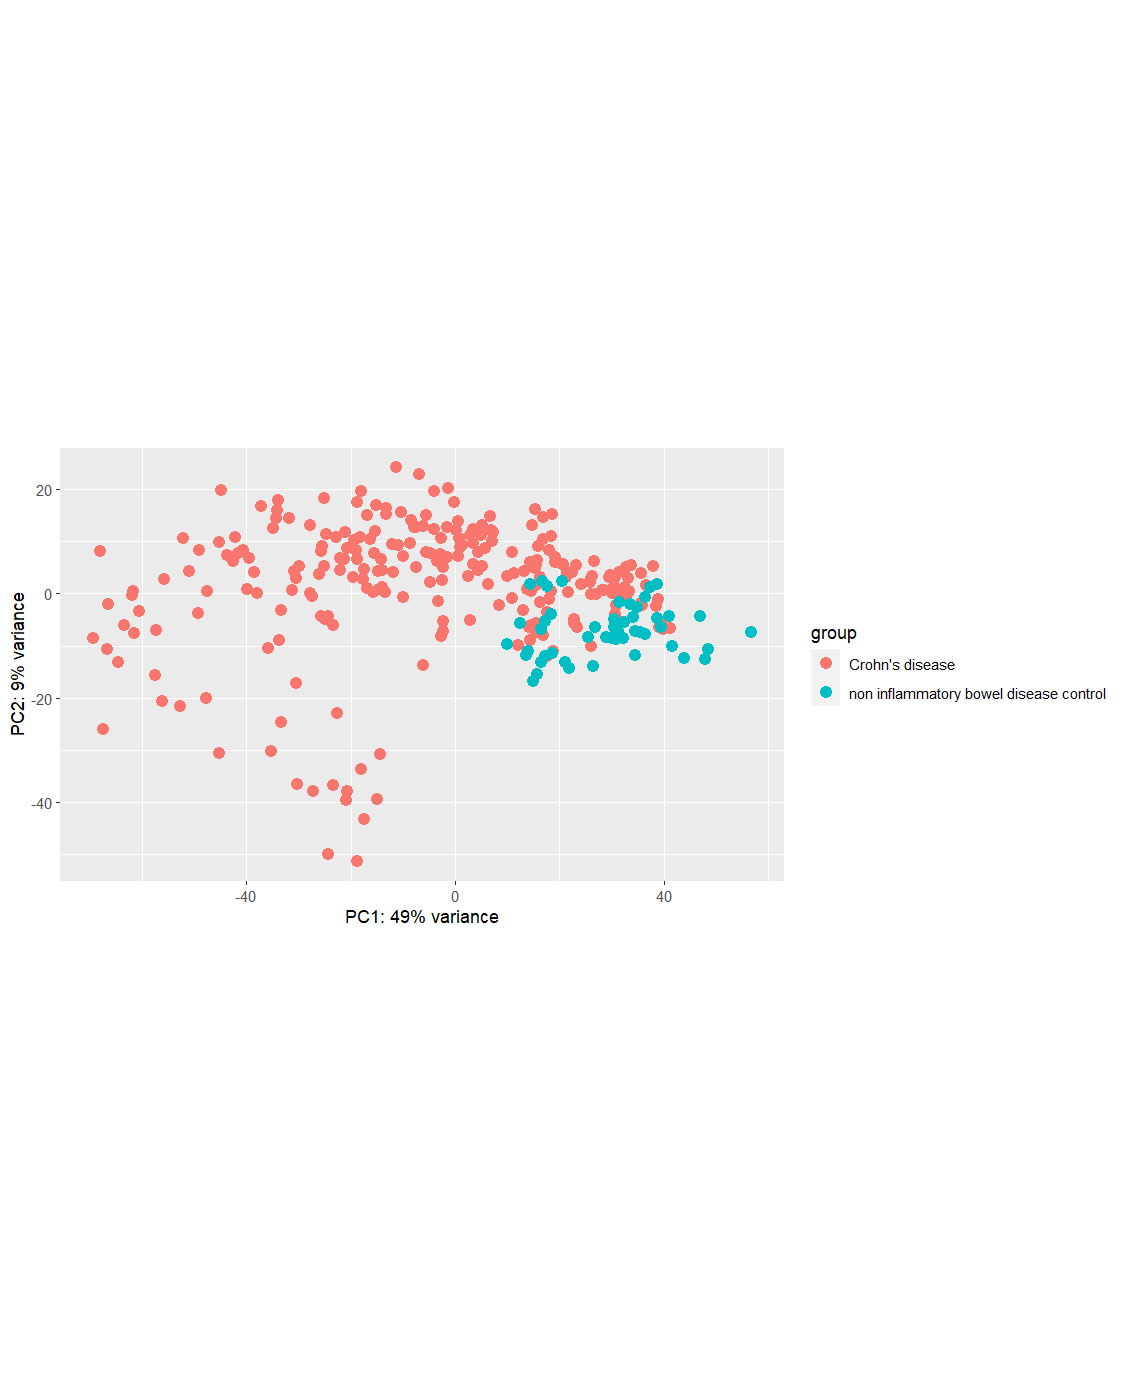 20
0
-20
-40
PC2: 9% variance
-40
0
40
PC1: 49% variance
group
Crohn's disease
non inflammatory bowel disease control